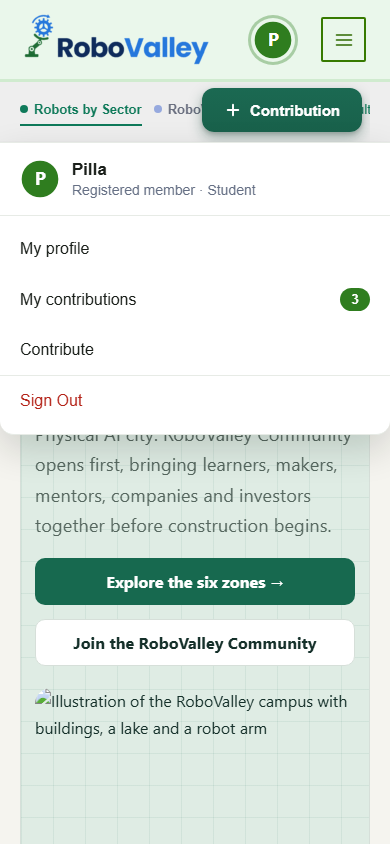 RoboValley
P
Robots by Sector
Robo
+ Contribution
P
Pilla
Registered member · Student
My profile
My contributions
3
Contribute
Sign Out
Physical AI city. RoboValley Community
opens first, bringing learners, makers,
mentors, companies and investors
together before construction begins.
Explore the six zones →
Join the RoboValley Community
Illustration of the RoboValley campus with
buildings, a lake and a robot arm